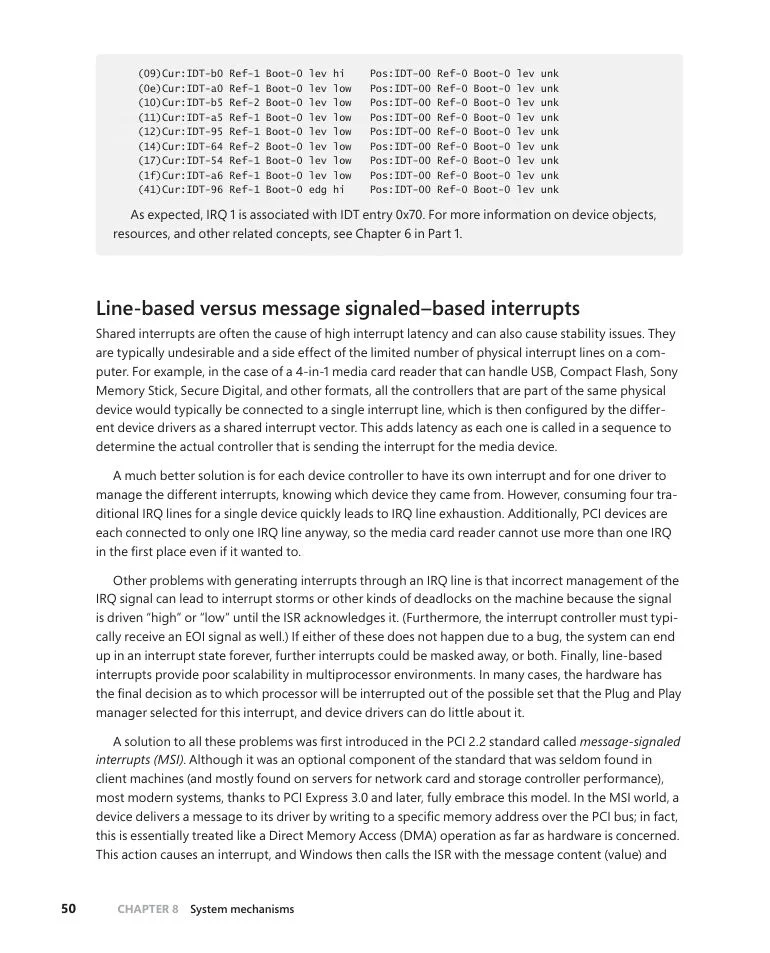 (09)Cur:IDT-b0 Ref-1 Boot-0 lev hi    Pos:IDT-00 Ref-0 Boot-0 lev unk
(0e)Cur:IDT-a0 Ref-1 Boot-0 lev low   Pos:IDT-00 Ref-0 Boot-0 lev unk
(10)Cur:IDT-b5 Ref-2 Boot-0 lev low   Pos:IDT-00 Ref-0 Boot-0 lev unk
(11)Cur:IDT-a5 Ref-1 Boot-0 lev low   Pos:IDT-00 Ref-0 Boot-0 lev unk
(12)Cur:IDT-95 Ref-1 Boot-0 lev low   Pos:IDT-00 Ref-0 Boot-0 lev unk
(14)Cur:IDT-64 Ref-2 Boot-0 lev low   Pos:IDT-00 Ref-0 Boot-0 lev unk
(17)Cur:IDT-54 Ref-1 Boot-0 lev low   Pos:IDT-00 Ref-0 Boot-0 lev unk
(1f)Cur:IDT-a6 Ref-1 Boot-0 lev low   Pos:IDT-00 Ref-0 Boot-0 lev unk
(41)Cur:IDT-96 Ref-1 Boot-0 edg hi    Pos:IDT-00 Ref-0 Boot-0 lev unk
As expected, IRQ 1 is associated with IDT entry 0x70. For more information on device objects,
resources, and other related concepts, see Chapter 6 in Part 1.
Line-based versus message signaled–based interrupts
Shared interrupts are often the cause of high interrupt latency and can also cause stability issues. They
are typically undesirable and a side effect of the limited number of physical interrupt lines on a com-
puter. For example, in the case of a 4-in-1 media card reader that can handle USB, Compact Flash, Sony
Memory Stick, Secure Digital, and other formats, all the controllers that are part of the same physical
device would typically be connected to a single interrupt line, which is then configured by the differ-
ent device drivers as a shared interrupt vector. This adds latency as each one is called in a sequence to
determine the actual controller that is sending the interrupt for the media device.
A much better solution is for each device controller to have its own interrupt and for one driver to
manage the different interrupts, knowing which device they came from. However, consuming four tra-
ditional IRQ lines for a single device quickly leads to IRQ line exhaustion. Additionally, PCI devices are
each connected to only one IRQ line anyway, so the media card reader cannot use more than one IRQ
in the first place even if it wanted to.
Other problems with generating interrupts through an IRQ line is that incorrect management of the
IRQ signal can lead to interrupt storms or other kinds of deadlocks on the machine because the signal
is driven “high” or “low” until the ISR acknowledges it. (Furthermore, the interrupt controller must typi-
cally receive an EOI signal as well.) If either of these does not happen due to a bug, the system can end
up in an interrupt state forever, further interrupts could be masked away, or both. Finally, line-based
interrupts provide poor scalability in multiprocessor environments. In many cases, the hardware has
the final decision as to which processor will be interrupted out of the possible set that the Plug and Play
manager selected for this interrupt, and device drivers can do little about it.
A solution to all these problems was first introduced in the PCI 2.2 standard called message-signaled
interrupts (MSI). Although it was an optional component of the standard that was seldom found in
client machines (and mostly found on servers for network card and storage controller performance),
most modern systems, thanks to PCI Express 3.0 and later, fully embrace this model. In the MSI world, a
device delivers a message to its driver by writing to a specific memory address over the PCI bus; in fact,
this is essentially treated like a Direct Memory Access (DMA) operation as far as hardware is concerned.
This action causes an interrupt, and Windows then calls the ISR with the message content (value) and
50 CHAPTER 8 System mechanisms